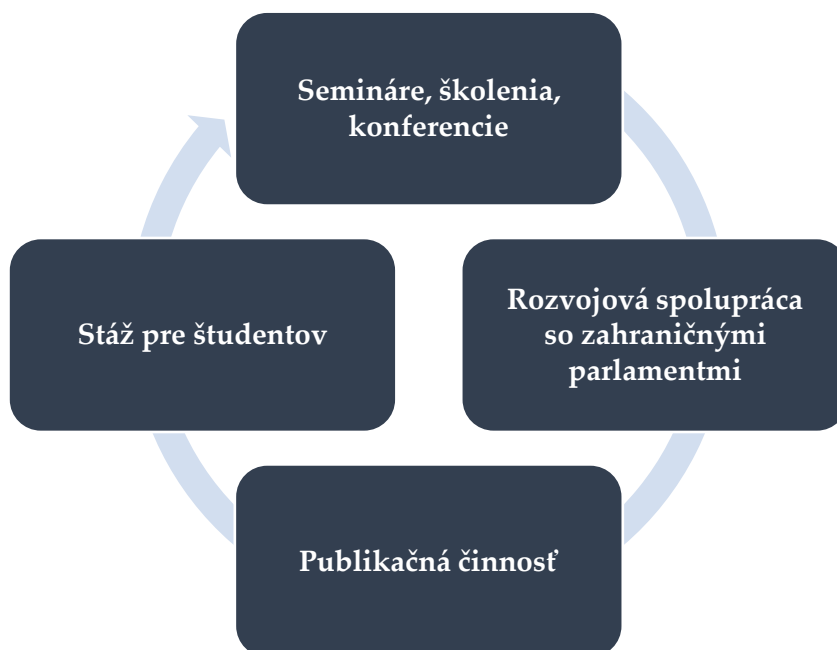 Semináre, školenia,
konferencie
Rozvojová spolupráca
so zahraničnými
parlamentmi
Publikačná činnosť
Stáž pre študentov